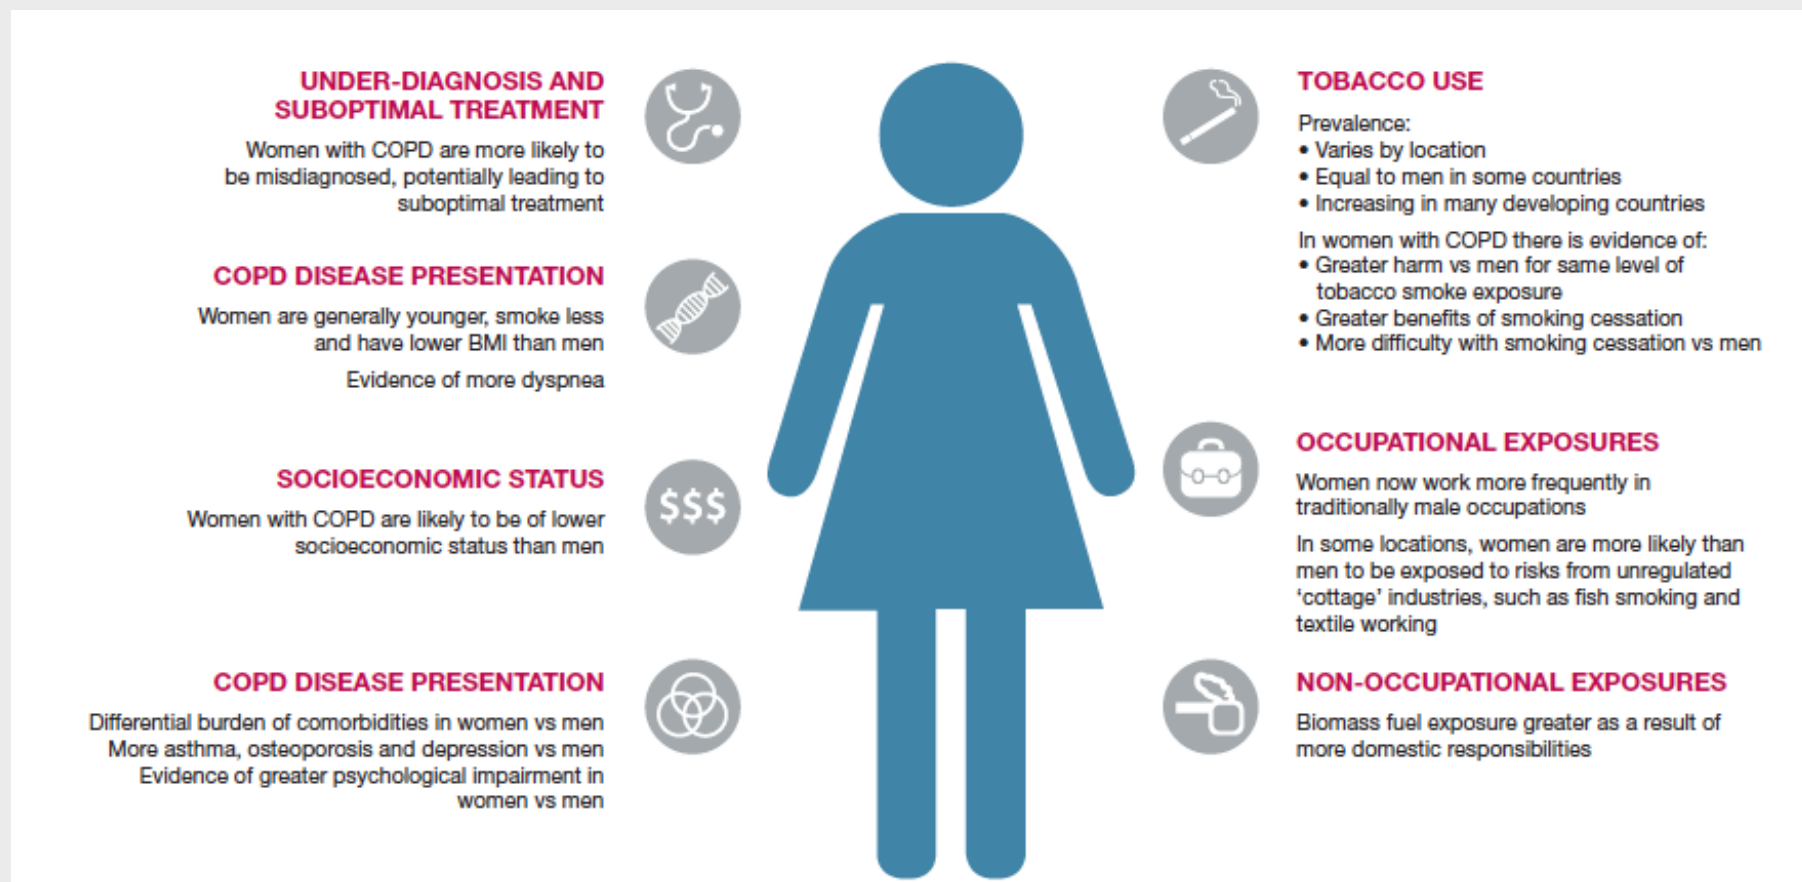 UNDER-DIAGNOSIS AND
SUBOPTIMAL TREATMENT
Women with COPD are more likely to
be misdiagnosed, potentially leading to
suboptimal treatment
COPD DISEASE PRESENTATION
Women are generally younger, smoke less
and have lower BMI than men
Evidence of more dyspnea
SOCIOECONOMIC STATUS
$$$
Women with COPD are likely to be of lower
socioeconomic status than men
COPD DISEASE PRESENTATION
Differential burden of comorbidities in women vs men
More asthma, osteoporosis and depression vs men
Evidence of greater psychological impairment in
women vs men
TOBACCO USE
Prevalence:
• Varies by location
• Equal to men in some countries
• Increasing in many developing countries
In women with COPD there is evidence of:
• Greater harm vs men for same level of
tobacco smoke exposure
• Greater benefits of smoking cessation
• More difficulty with smoking cessation vs men
OCCUPATIONAL EXPOSURES
Women now work more frequently in
traditionally male occupations
In some locations, women are more likely than
men to be exposed to risks from unregulated
‘cottage’ industries, such as fish smoking and
textile working
NON-OCCUPATIONAL EXPOSURES
Biomass fuel exposure greater as a result of
more domestic responsibilities